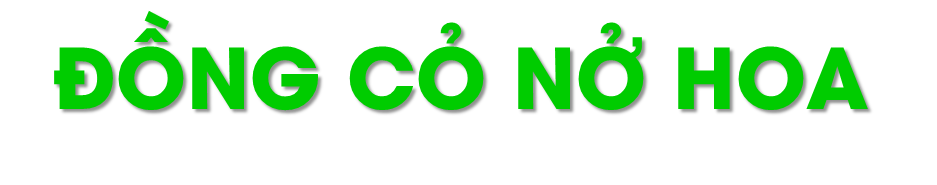 ĐỒNG CỎ NỞ HOA